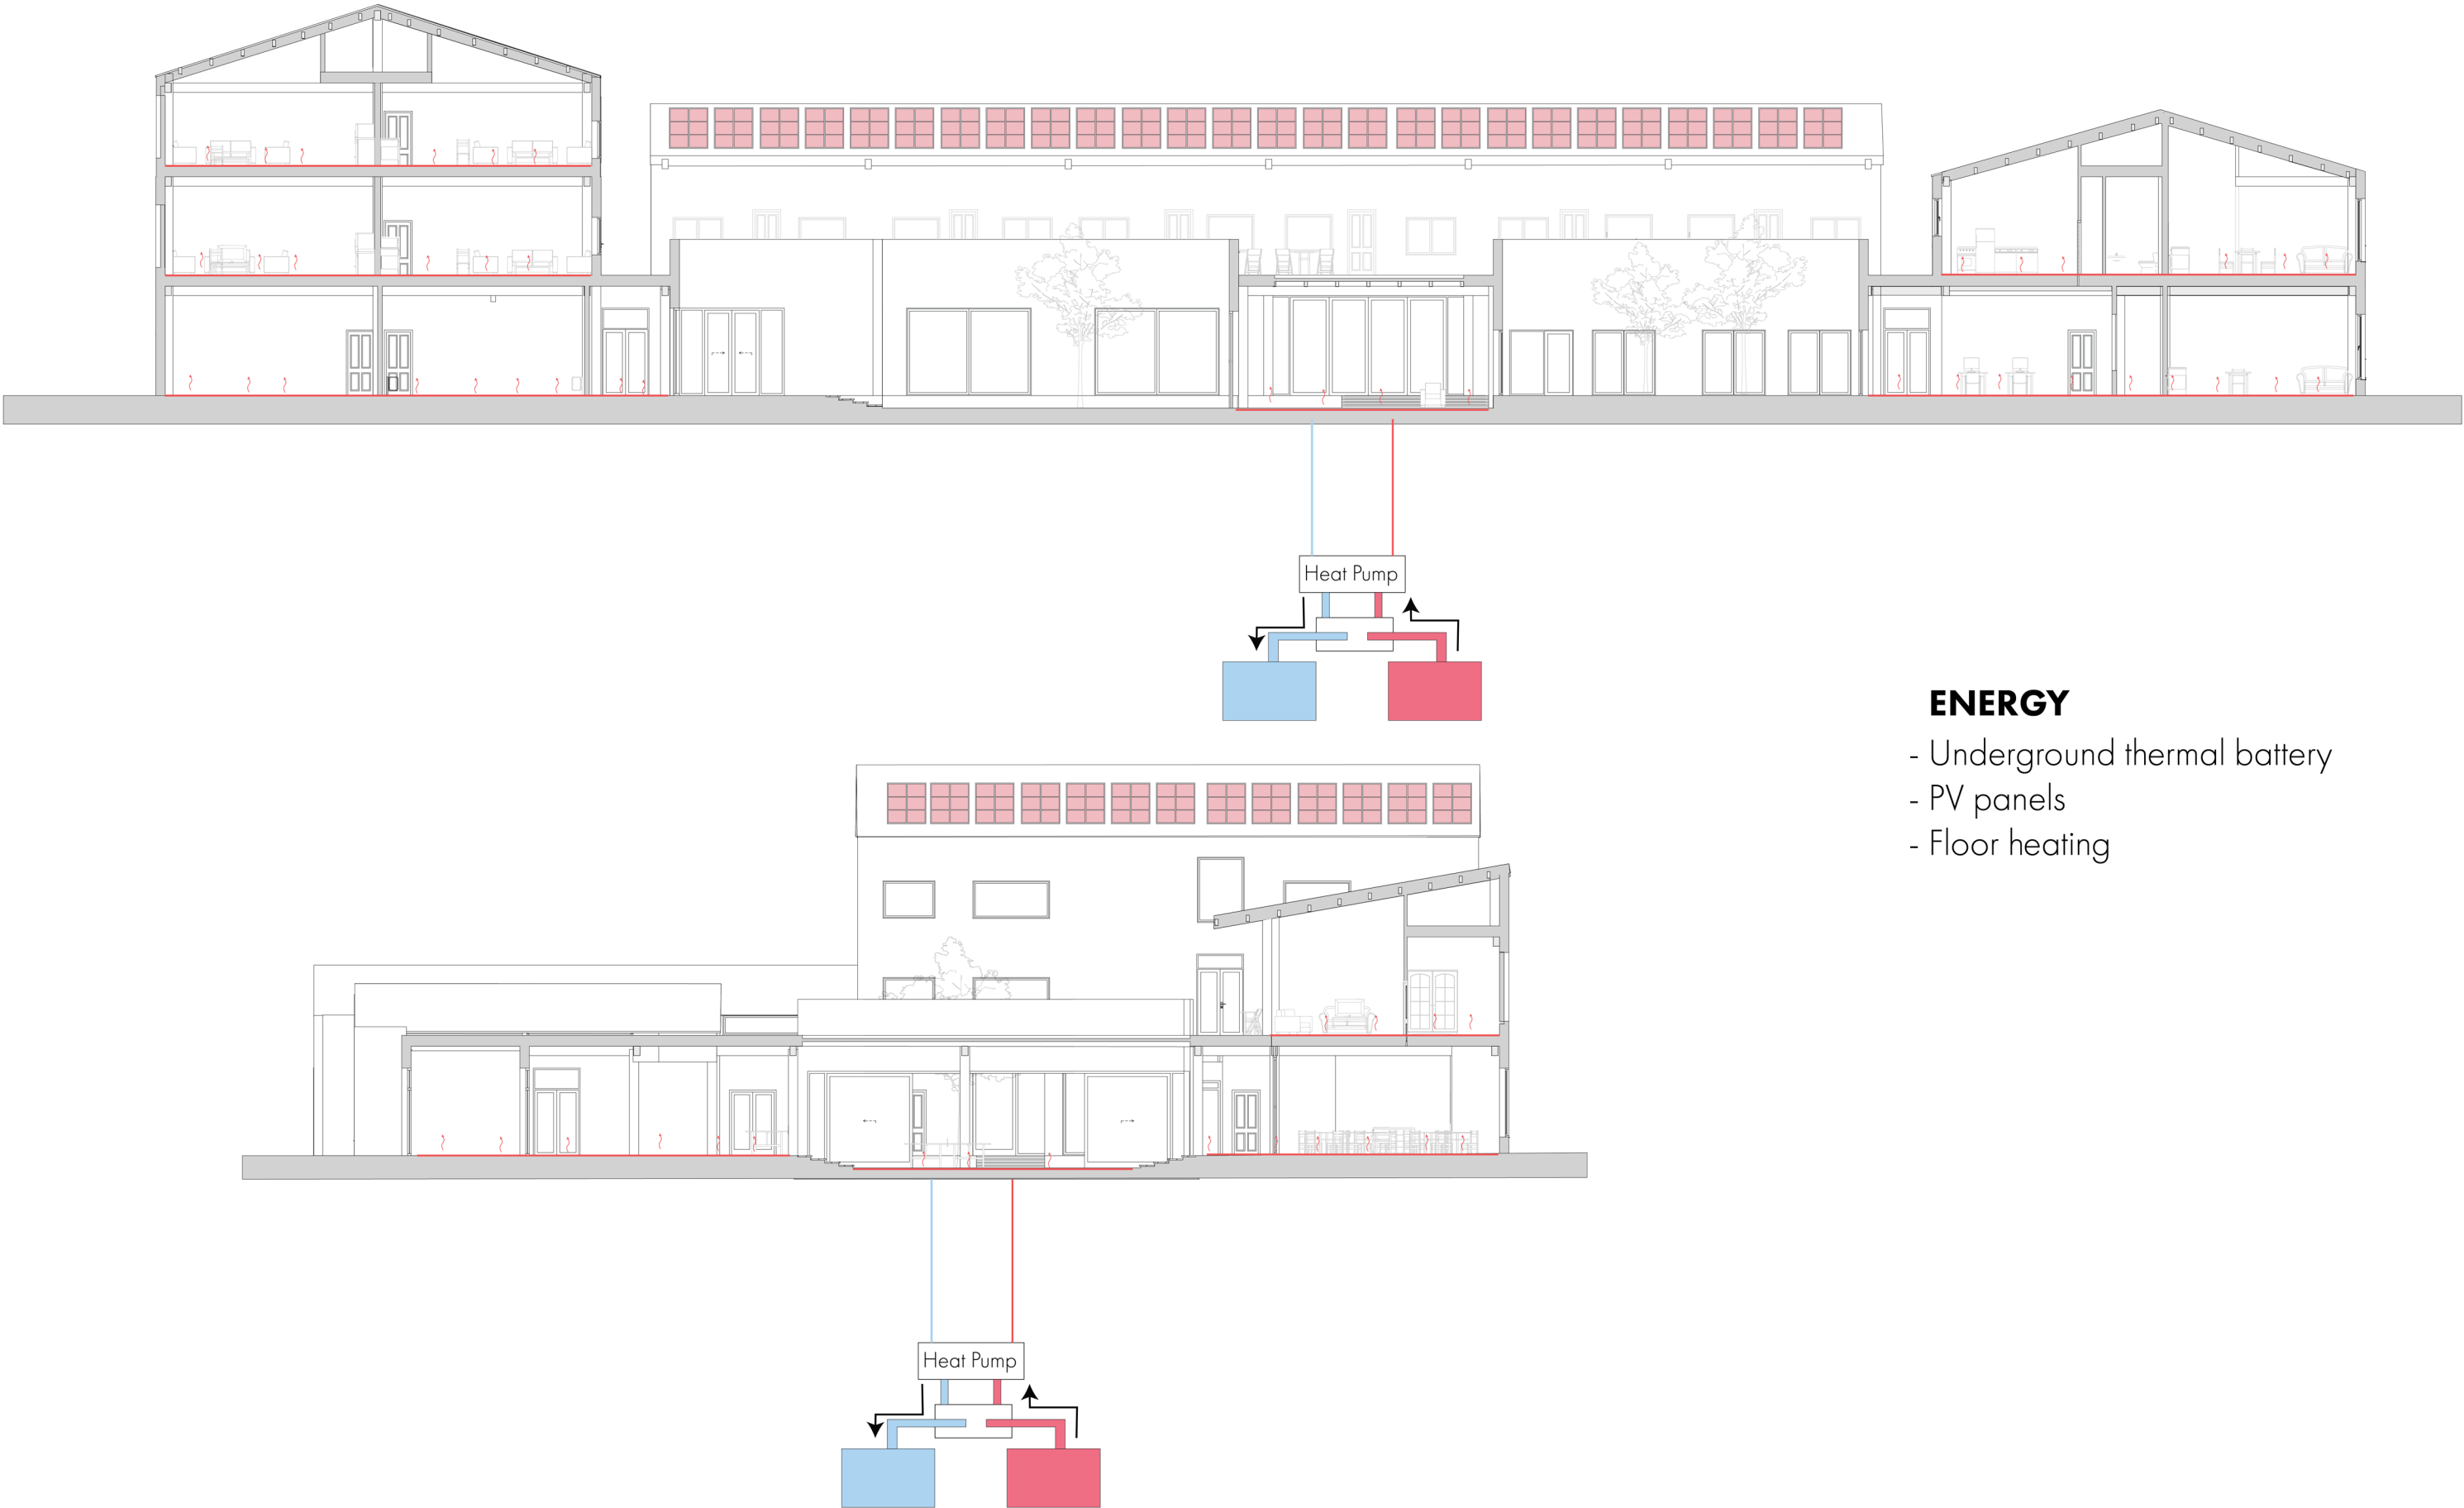 Heat Pump
ENERGY
- Underground thermal battery
- PV panels
- Floor heating
Heat Pump